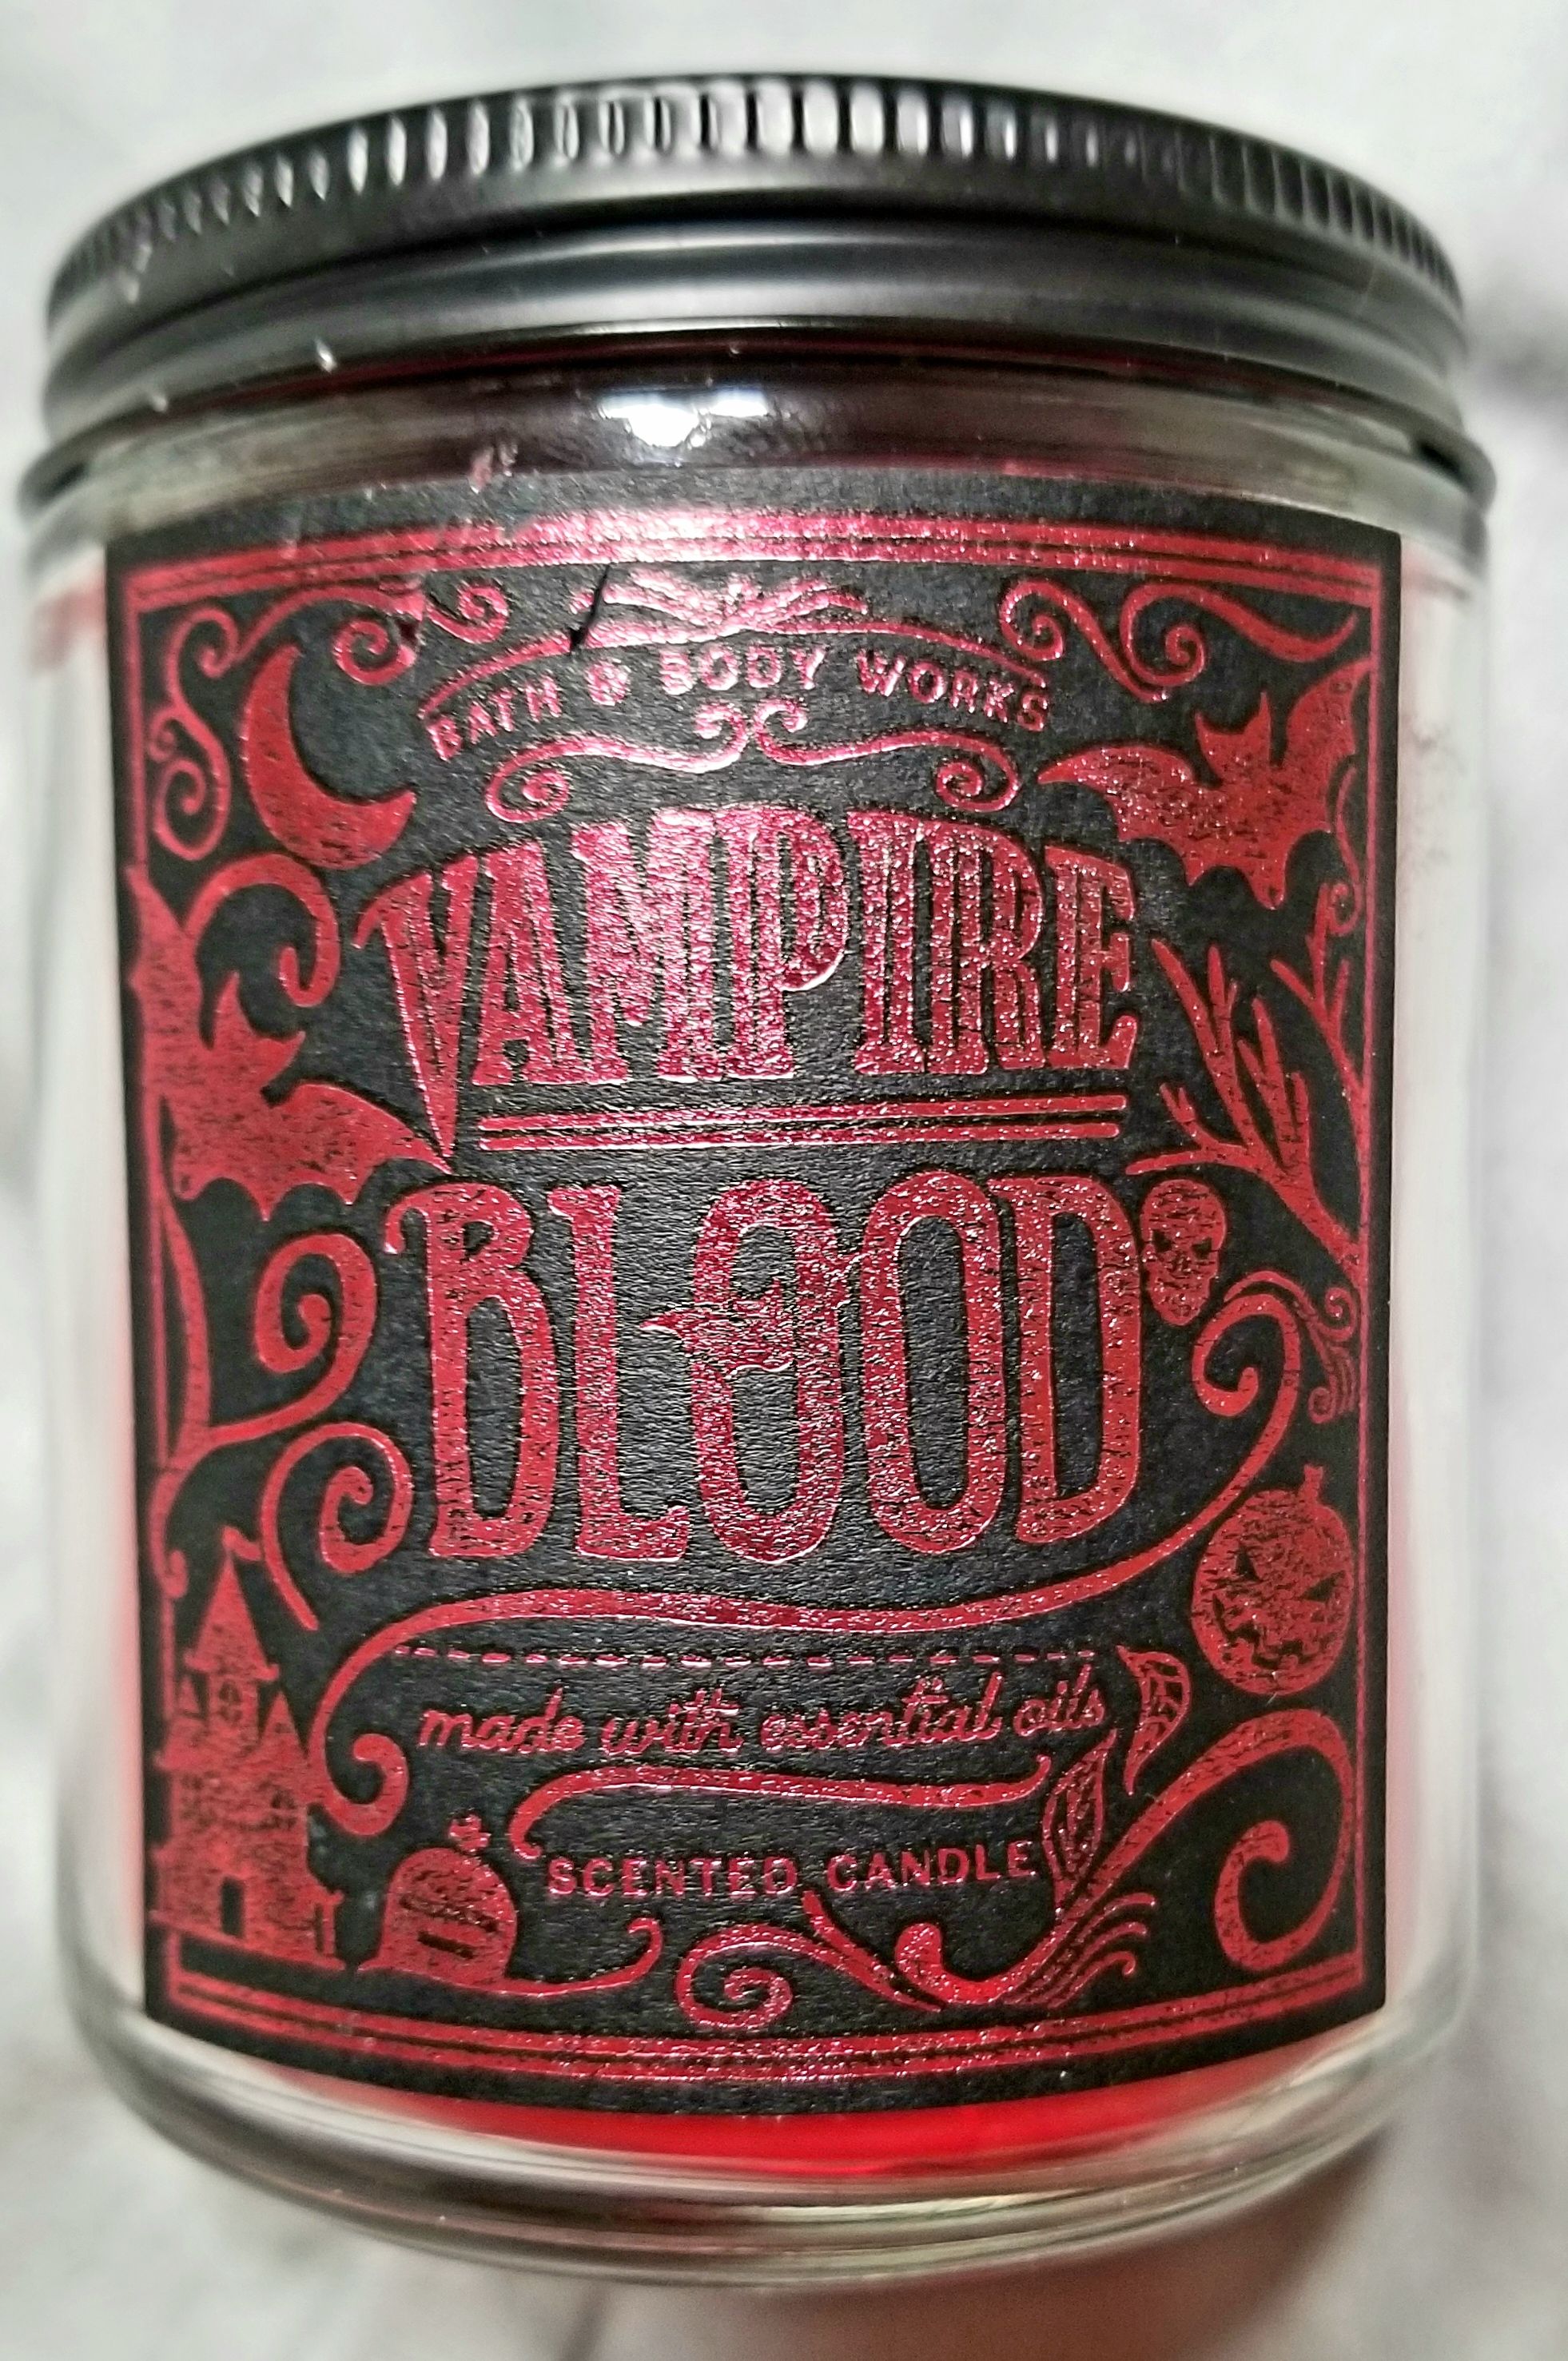 BATH & BODY WORKS
VAMPIRE
BLOOD
made with essential oils
SCENTED CANDLE